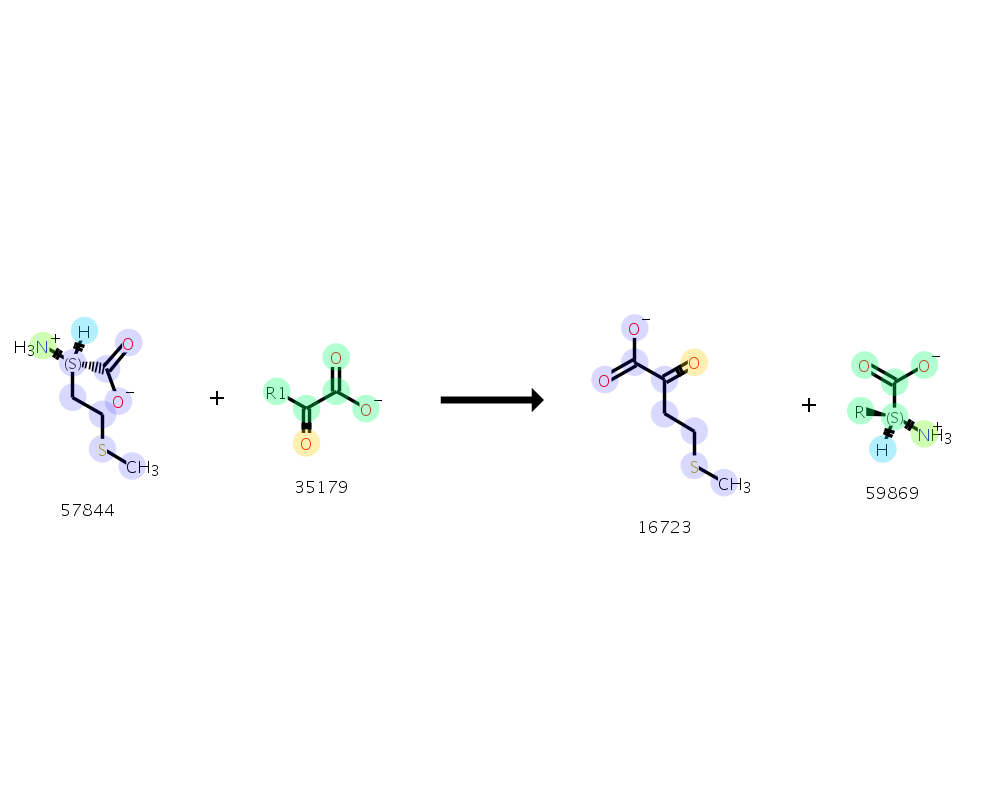 H₃N⁺ (S) H O O⁻ S CH₃
57844
+
R1 O O O⁻
35179
O⁻ O O S CH₃
16723
+
O O⁻ R (S) H NH₃⁺
59869